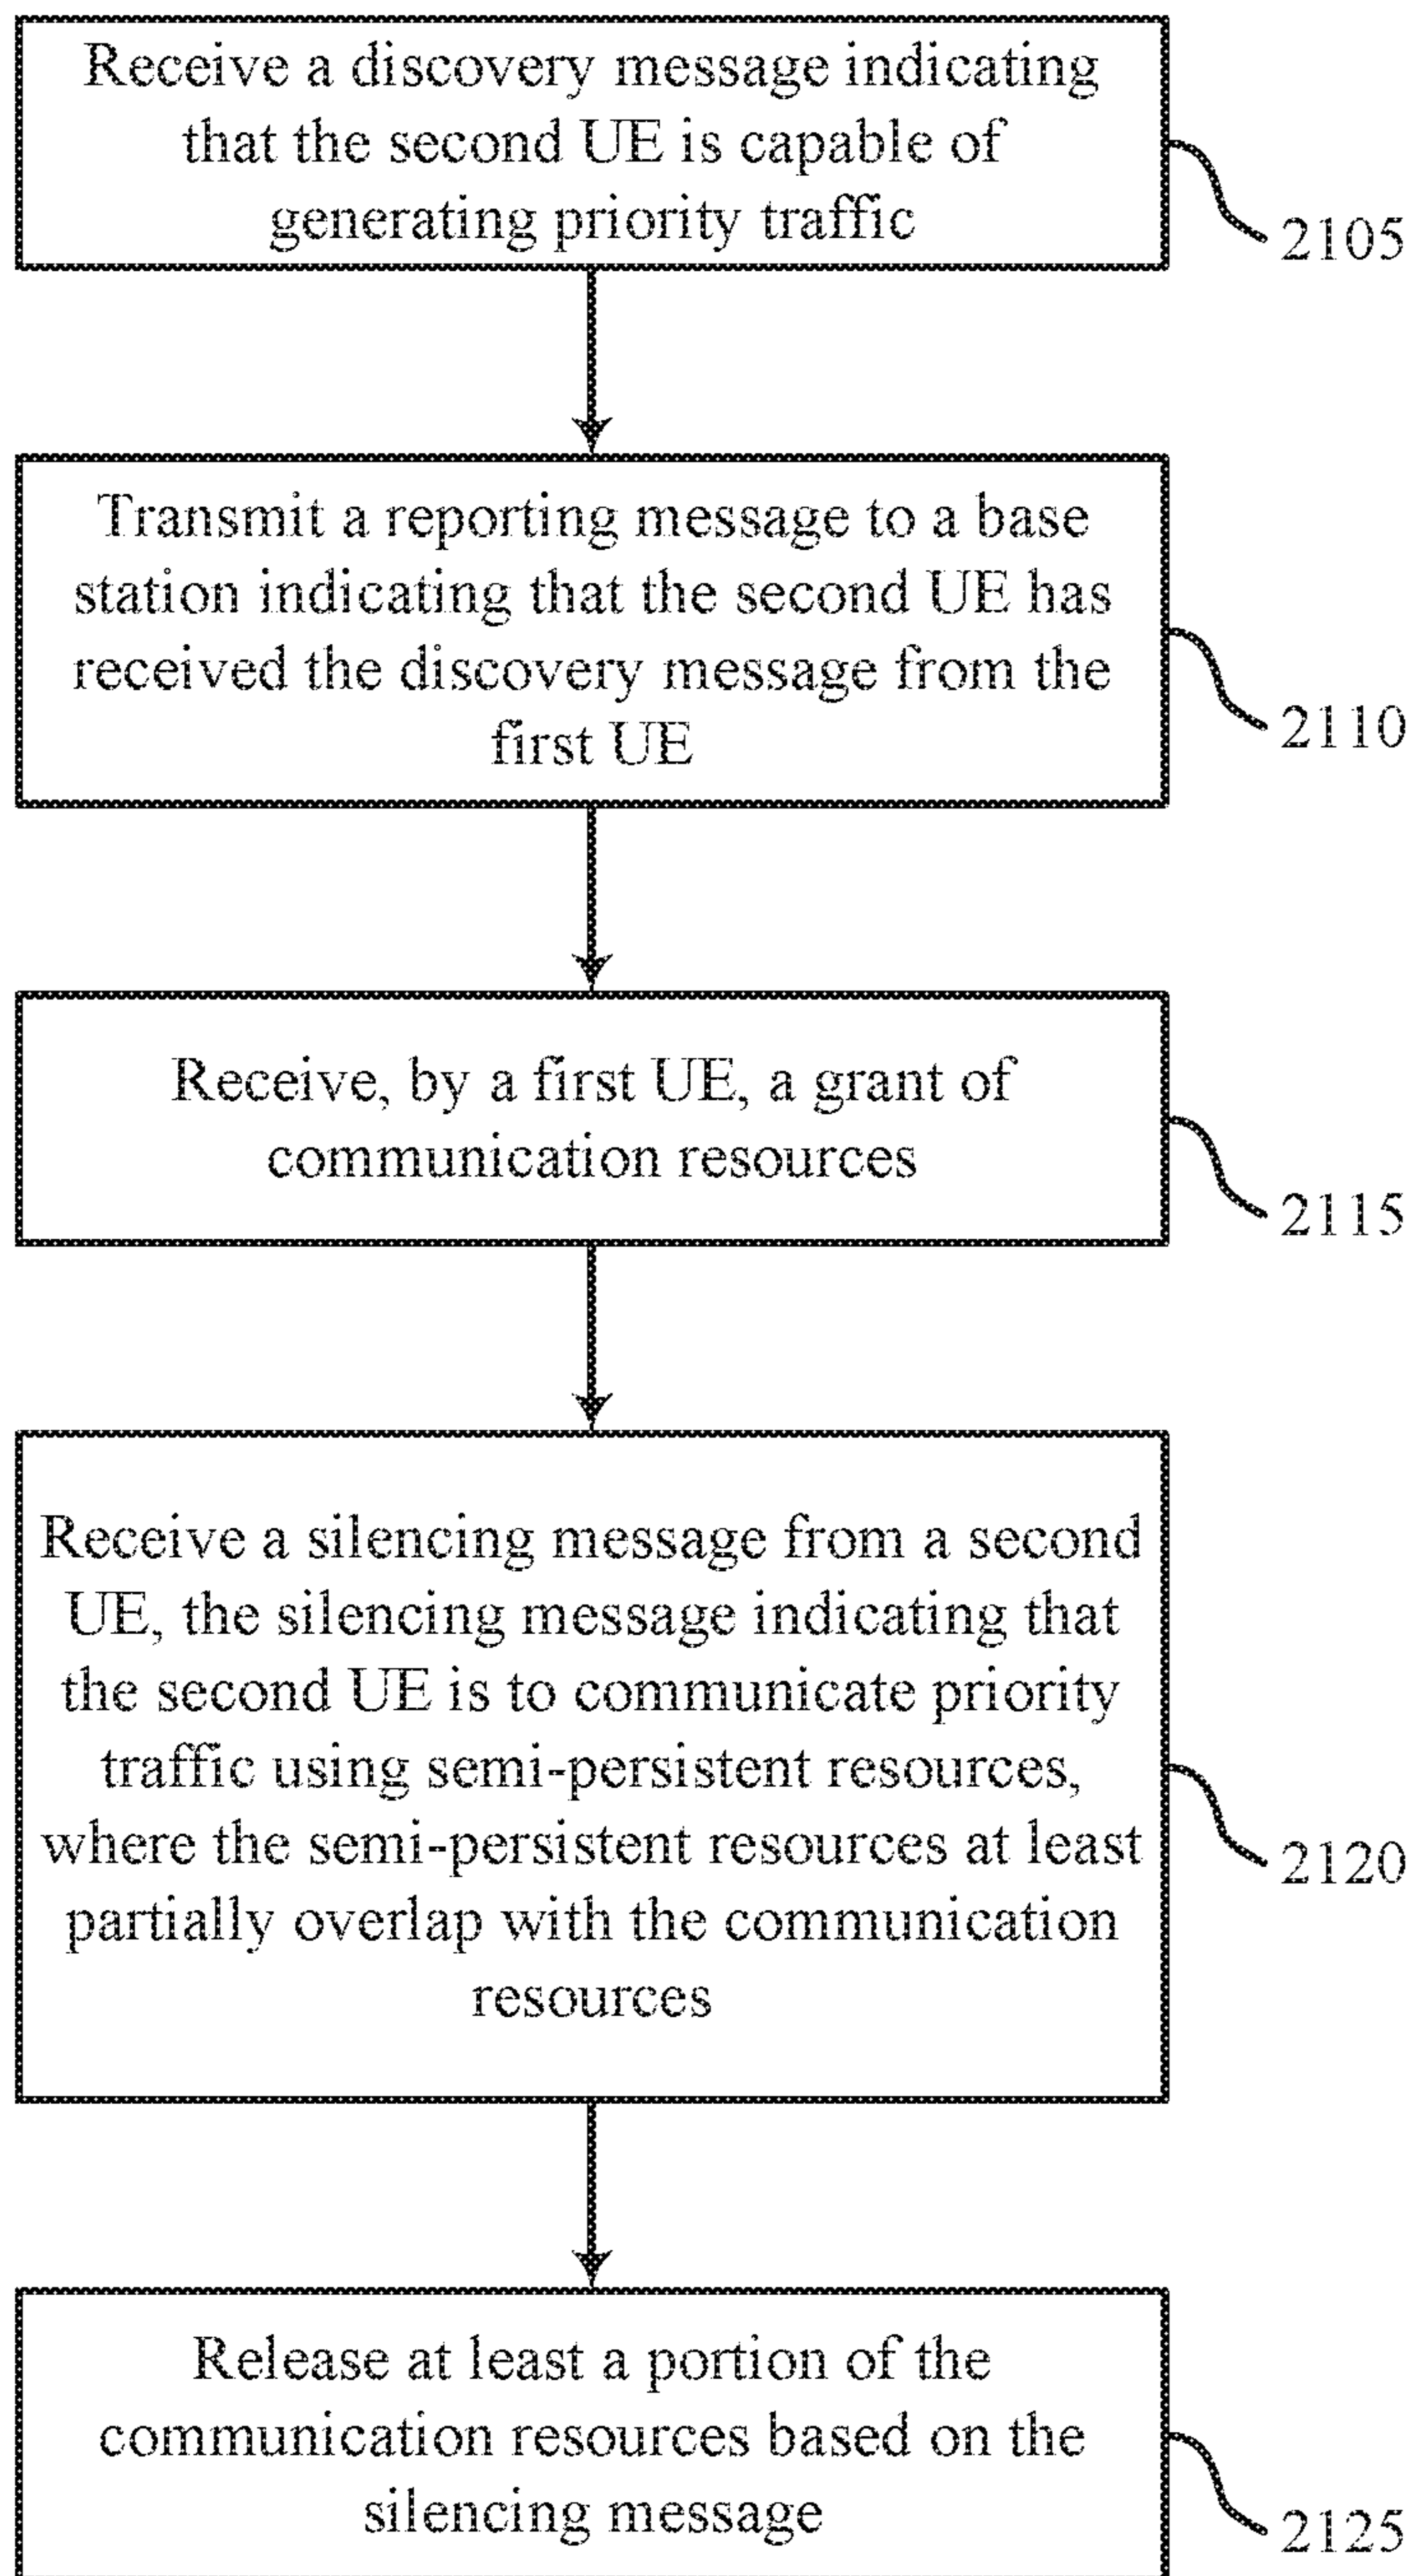 Receive a discovery message indicating
that the second UE is capable of
generating priority traffic
2105
Transmit a reporting message to a base
station indicating that the second UE has
received the discovery message from the
first UE
2110
Receive, by a first UE, a grant of
communication resources
2115
Receive a silencing message from a second
UE, the silencing message indicating that
the second UE is to communicate priority
traffic using semi-persistent resources,
where the semi-persistent resources at least
partially overlap with the communication
resources
2120
Release at least a portion of the
communication resources based on the
silencing message
2125